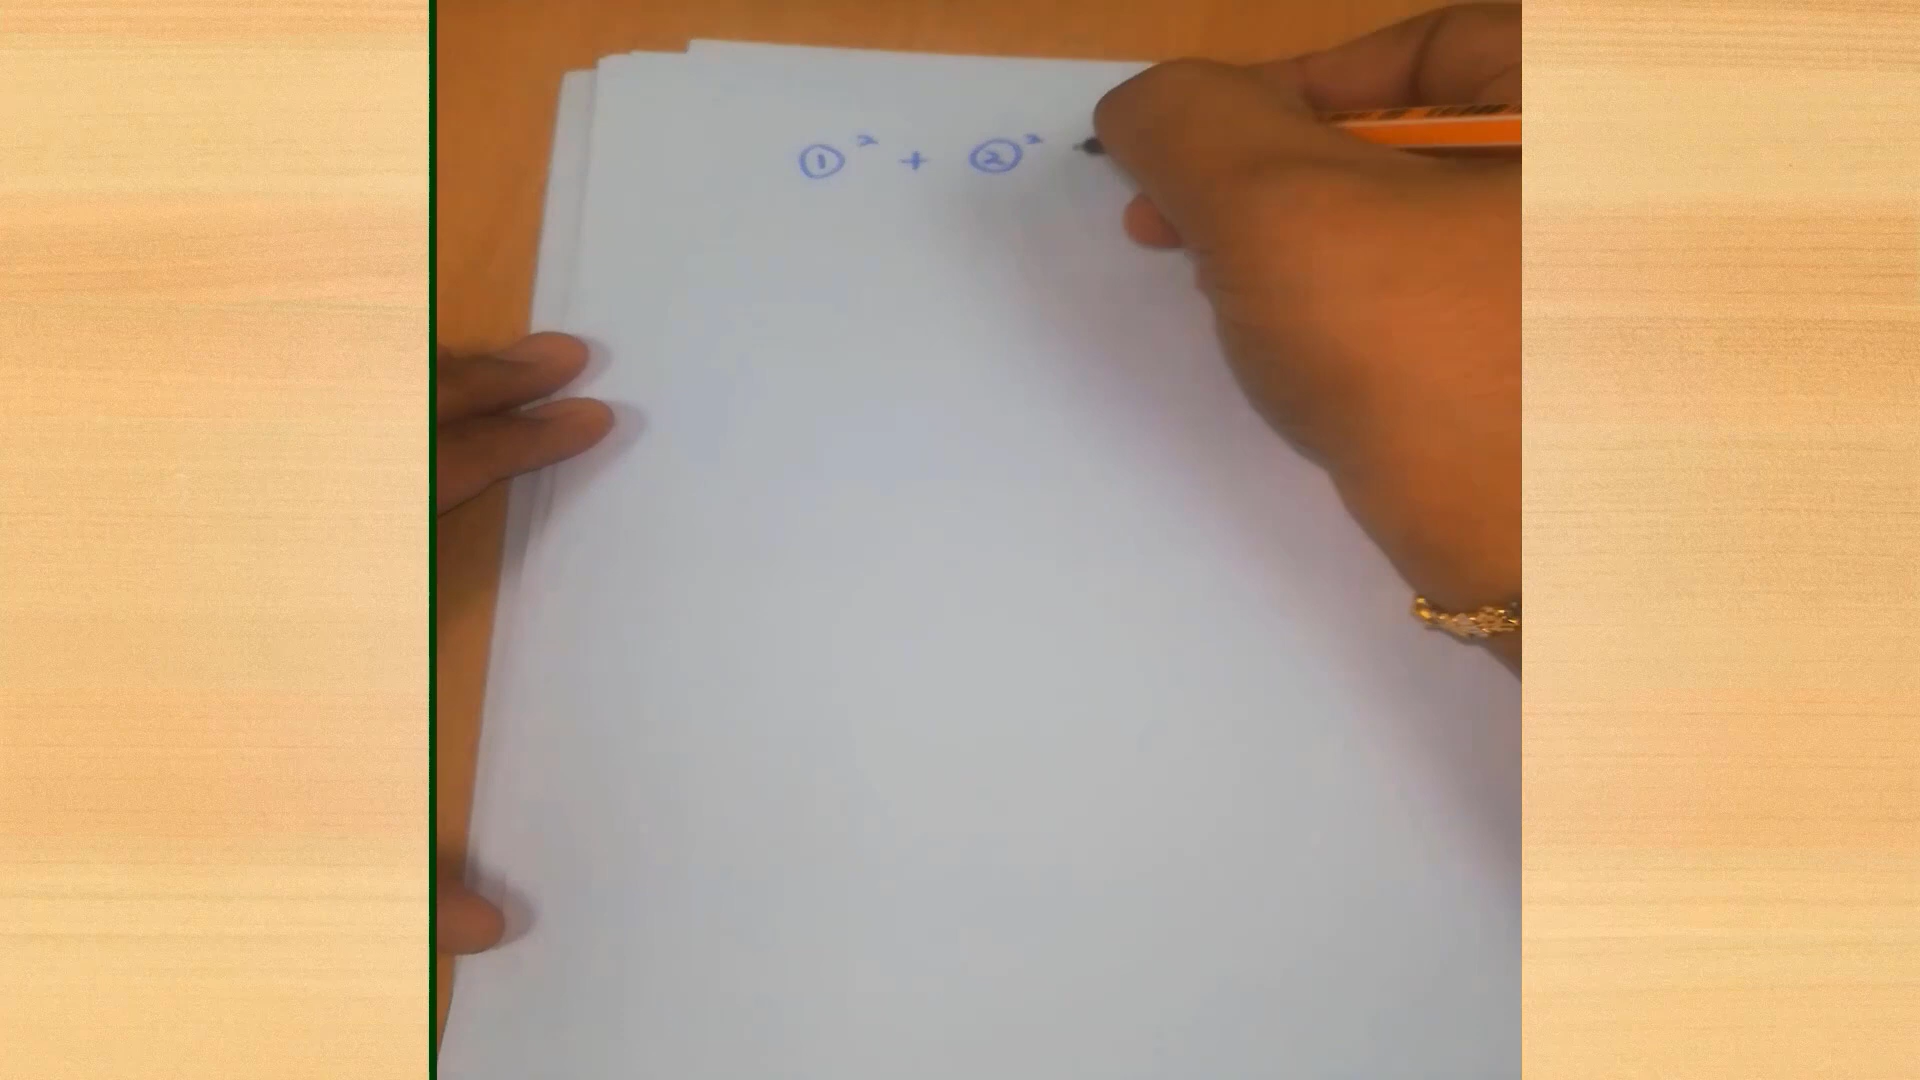 ①² + ②²